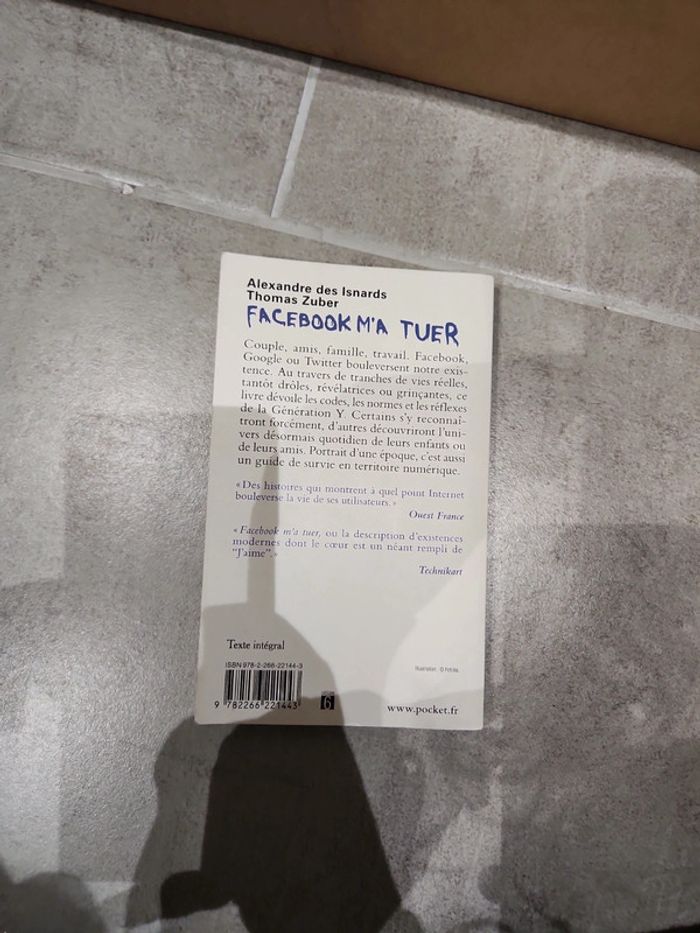 Alexandre des Isnards
Thomas Zuber
FACEBOOK M'A TUER
Couple, amis, famille, travail. Facebook,
Google ou Twitter bouleversent notre exis-
tence. Au travers de tranches de vies réelles,
tantôt drôles, révélatrices ou grinçantes, ce
livre dévoile les codes, les normes et les réflexes
de la Génération Y. Certains s'y reconnaî-
tront forcément, d'autres découvriront l'uni-
vers désormais quotidien de leurs enfants ou
de leurs amis. Portrait d'une époque, c'est aussi
un guide de survie en territoire numérique.
« Des histoires qui montrent à quel point Internet
bouleverse la vie de ses utilisateurs. »
Ouest France
« Facebook m'a tuer, ou la description d'existences
modernes dont le cœur est un néant rempli de
"J'aime". »
Technikart
Texte intégral
ISBN 978-2-266-22144-3
9 782266 221443
6
www.pocket.fr